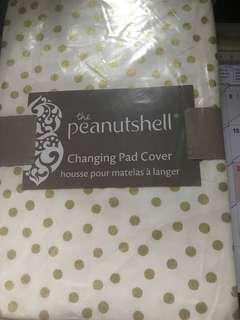 the
peanutshell®
Changing Pad Cover
housse pour matelas à langer